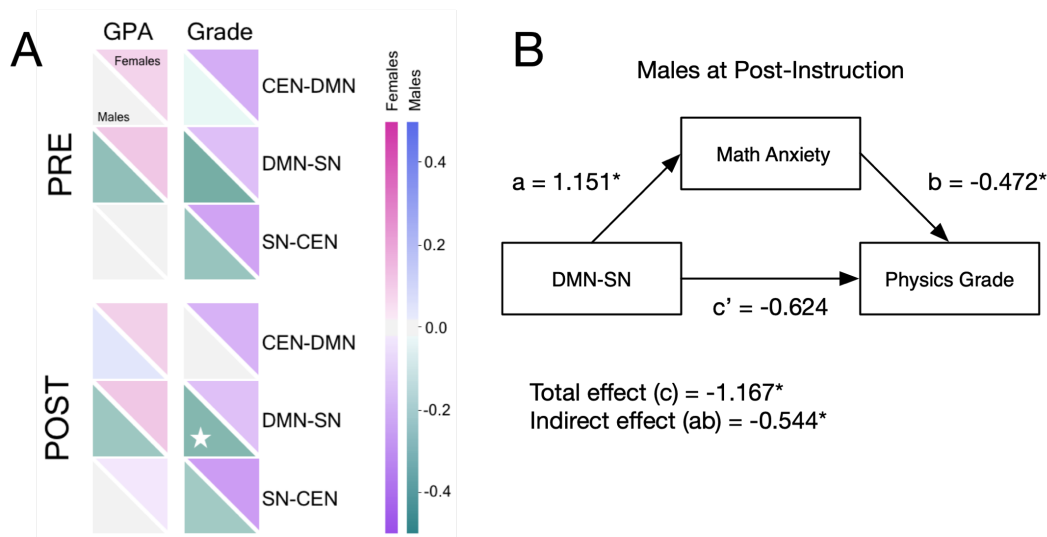 A
GPA
Grade
Females
Males
PRE
CEN-DMN
DMN-SN
SN-CEN
POST
CEN-DMN
DMN-SN
SN-CEN
Females
Males
0.4
0.2
0.0
-0.2
-0.4
B
Males at Post-Instruction
Math Anxiety
a = 1.151*
b = -0.472*
DMN-SN
Physics Grade
c’ = -0.624
Total effect (c) = -1.167*
Indirect effect (ab) = -0.544*